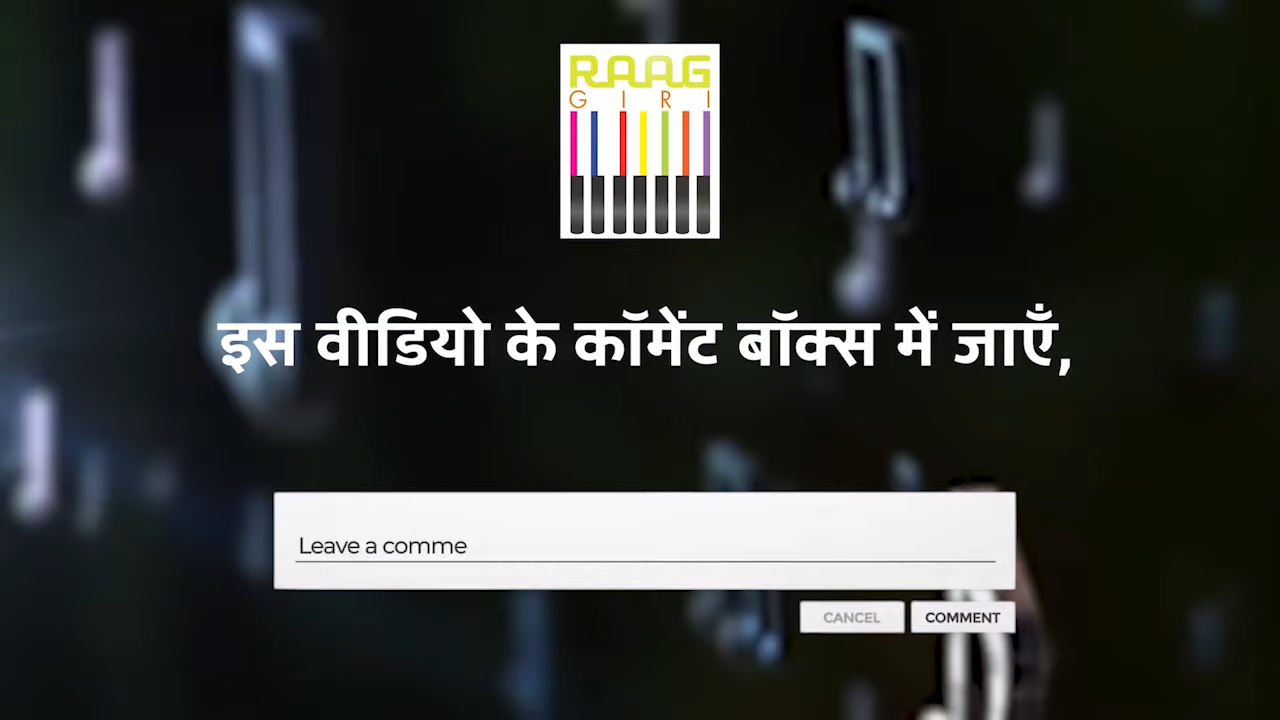 RAAG
GIRI
इस वीडियो के कॉमेंट बॉक्स में जाएँ,
Leave a comme
CANCEL COMMENT